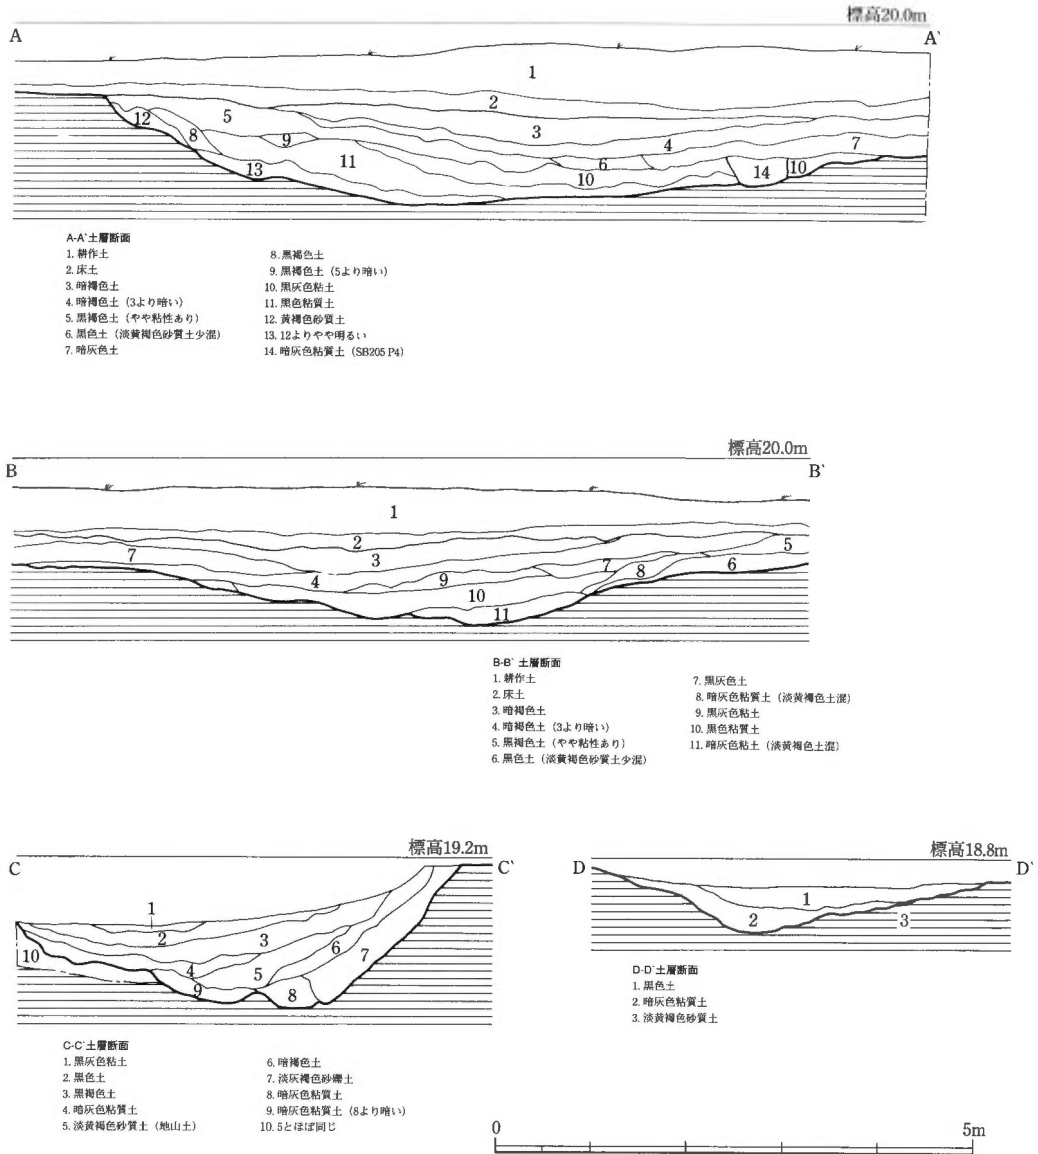 標高20.0m
A A`
1
2
3
4
5
6
7
8
9
10
10
11
12
13
14
A-A`土層断面
1. 耕作土
2. 床土
3. 暗褐色土
4. 暗褐色土（3より暗い）
5. 黒褐色土（やや粘性あり）
6. 黒色土（淡黄褐色砂質土少混）
7. 暗灰色土
8. 黒褐色土
9. 黒褐色土（5より暗い）
10. 黒灰色粘土
11. 黒色粘質土
12. 黄褐色砂質土
13. 12よりやや明るい
14. 暗灰色粘質土（SB205 P4）
標高20.0m
B B`
1
2
3
4
5
6
7
7
8
9
10
11
B-B` 土層断面
1. 耕作土
2. 床土
3. 暗褐色土
4. 暗褐色土（3より暗い）
5. 黒褐色土（やや粘性あり）
6. 黒色土（淡黄褐色砂質土少混）
7. 黒灰色土
8. 暗灰色粘質土（淡黄褐色土混）
9. 黒灰色粘土
10. 黒色粘質土
11. 暗灰色粘土（淡黄褐色土混）
標高19.2m
C C`
1
2
3
4
5
6
7
8
9
10
C-C`土層断面
1. 黒灰色粘土
2. 黒色土
3. 黒褐色土
4. 暗灰色粘質土
5. 淡黄褐色砂質土（地山土）
6. 暗褐色土
7. 淡灰褐色砂礫土
8. 暗灰色粘質土
9. 暗灰色粘質土（8より暗い）
10. 5とほぼ同じ
標高18.8m
D D`
1
2
3
D-D`土層断面
1. 黒色土
2. 暗灰色粘質土
3. 淡黄褐色砂質土
0 5m